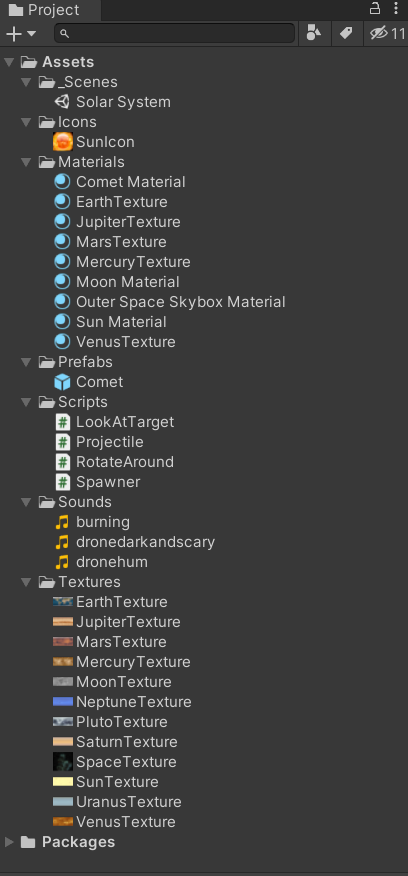 Project
11
Assets
_Scenes
Solar System
Icons
SunIcon
Materials
Comet Material
EarthTexture
JupiterTexture
MarsTexture
MercuryTexture
Moon Material
Outer Space Skybox Material
Sun Material
VenusTexture
Prefabs
Comet
Scripts
LookAtTarget
Projectile
RotateAround
Spawner
Sounds
burning
dronedarkandscary
dronehum
Textures
EarthTexture
JupiterTexture
MarsTexture
MercuryTexture
MoonTexture
NeptuneTexture
PlutoTexture
SaturnTexture
SpaceTexture
SunTexture
UranusTexture
VenusTexture
Packages